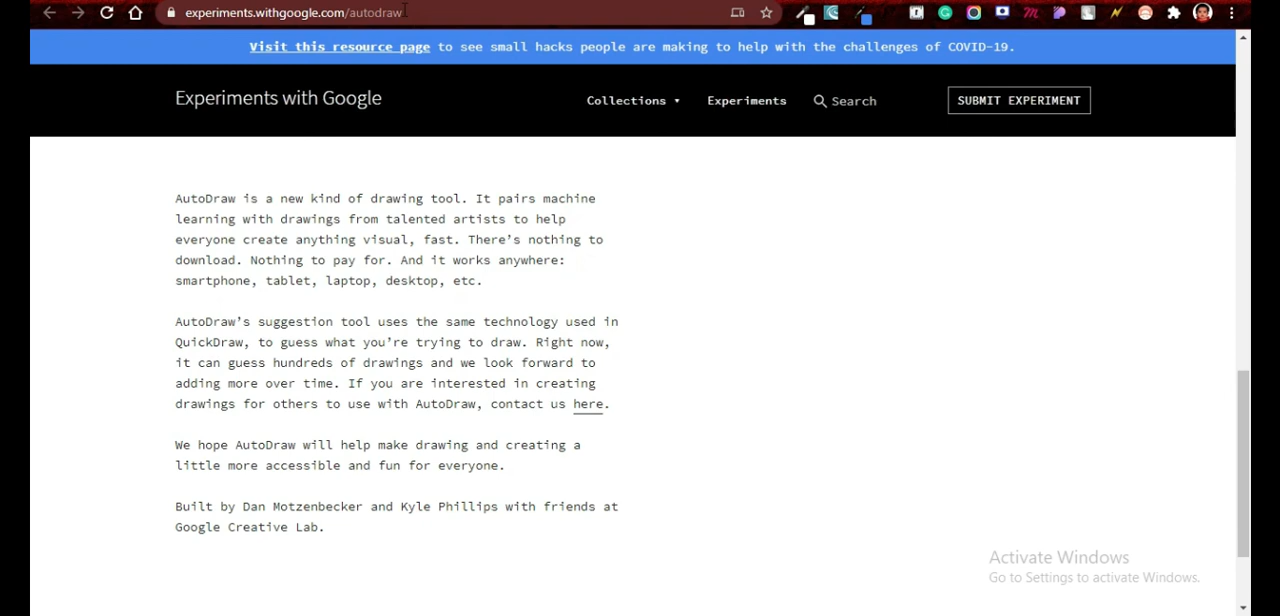 experiments.withgoogle.com/autodraw
Visit this resource page to see small hacks people are making to help with the challenges of COVID-19.
Experiments with Google
Collections
Experiments
Search
SUBMIT EXPERIMENT
AutoDraw is a new kind of drawing tool. It pairs machine
learning with drawings from talented artists to help
everyone create anything visual, fast. There's nothing to
download. Nothing to pay for. And it works anywhere:
smartphone, tablet, laptop, desktop, etc.
AutoDraw's suggestion tool uses the same technology used in
QuickDraw, to guess what you're trying to draw. Right now,
it can guess hundreds of drawings and we look forward to
adding more over time. If you are interested in creating
drawings for others to use with AutoDraw, contact us here.
We hope AutoDraw will help make drawing and creating a
little more accessible and fun for everyone.
Built by Dan Motzenbecker and Kyle Phillips with friends at
Google Creative Lab.
Activate Windows
Go to Settings to activate Windows.